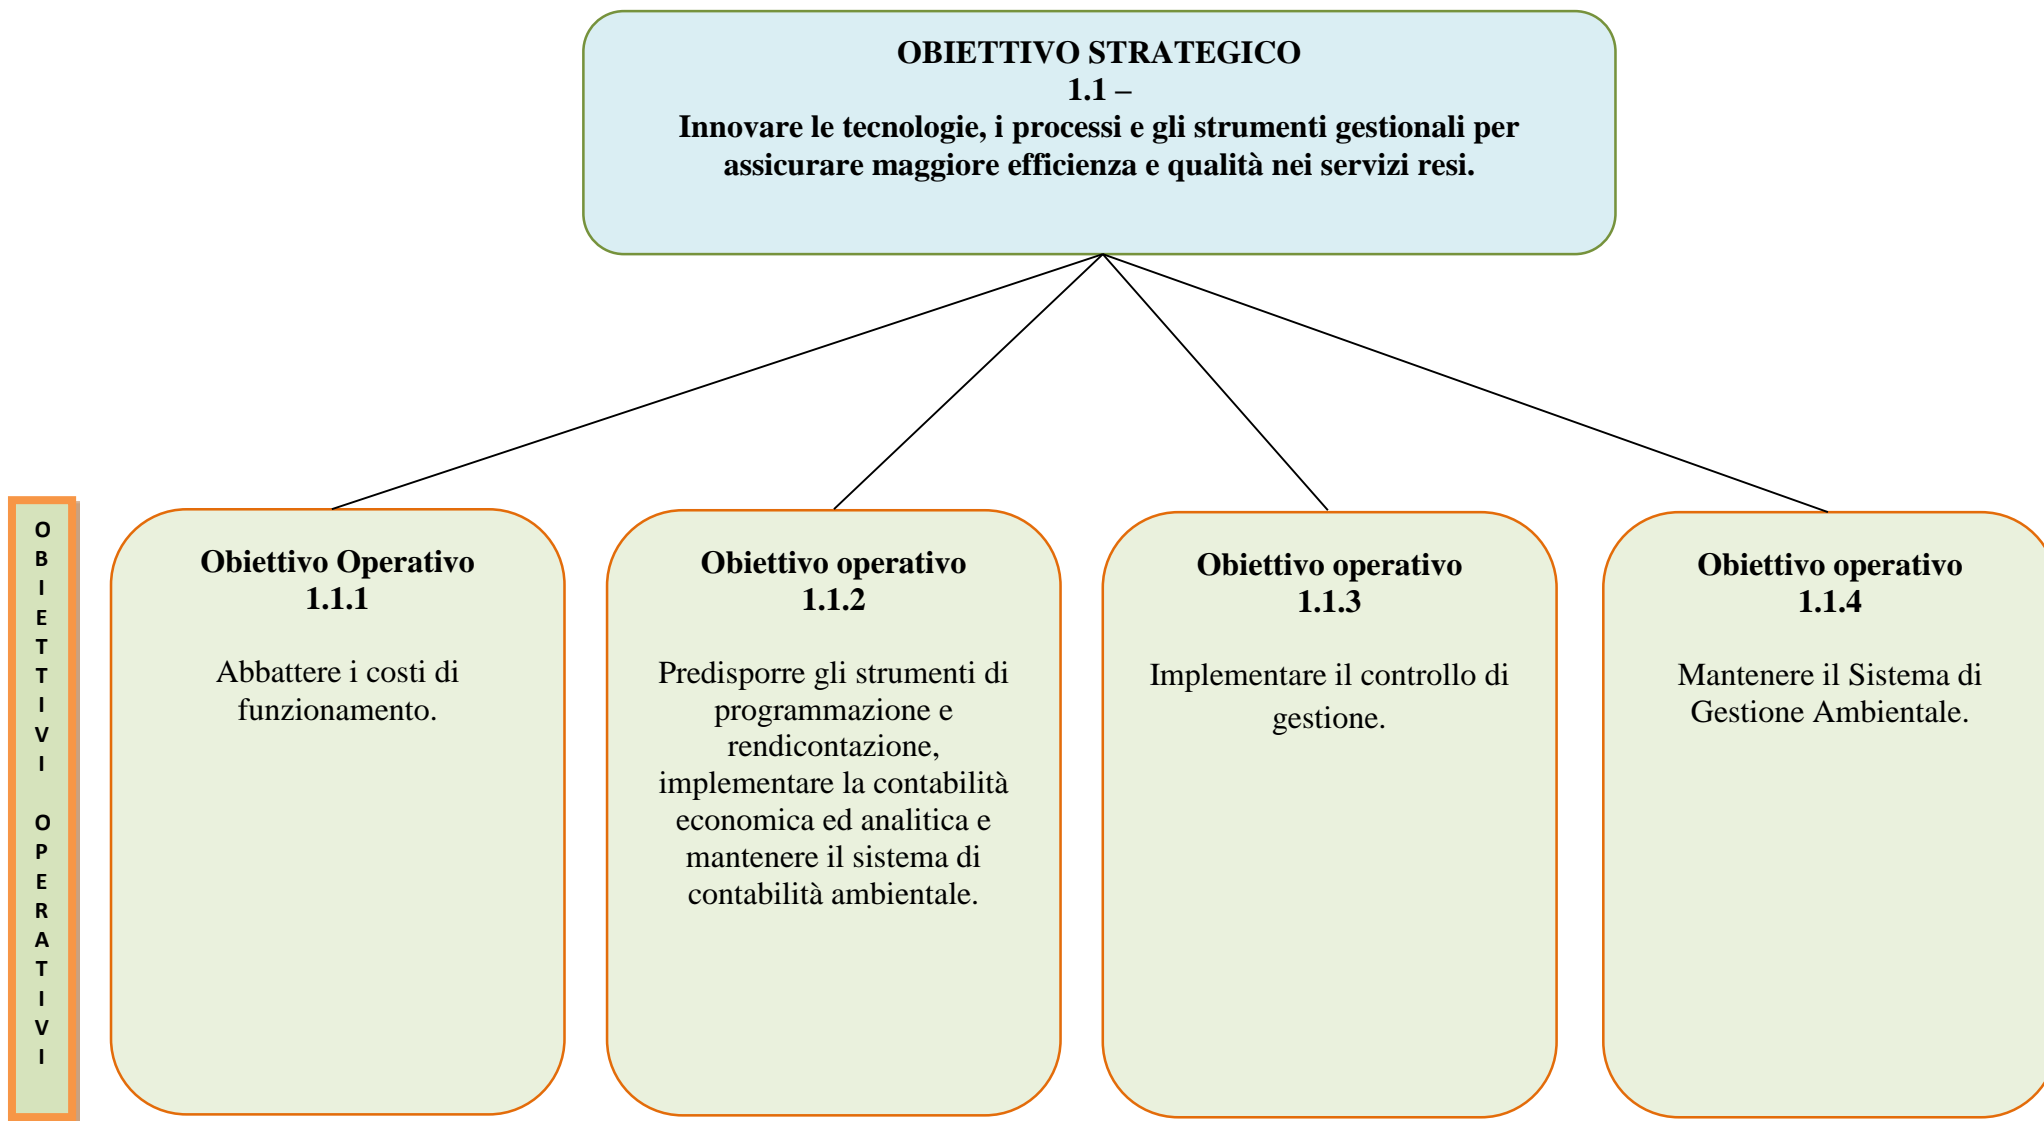 OBIETTIVO STRATEGICO
1.1 –
Innovare le tecnologie, i processi e gli strumenti gestionali per
assicurare maggiore efficienza e qualità nei servizi resi.
O
B
I
E
T
T
I
V
I
O
P
E
R
A
T
I
V
I
Obiettivo Operativo
1.1.1
Abbattere i costi di
funzionamento.
Obiettivo operativo
1.1.2
Predisporre gli strumenti di
programmazione e
rendicontazione,
implementare la contabilità
economica ed analitica e
mantenere il sistema di
contabilità ambientale.
Obiettivo operativo
1.1.3
Implementare il controllo di
gestione.
Obiettivo operativo
1.1.4
Mantenere il Sistema di
Gestione Ambientale.